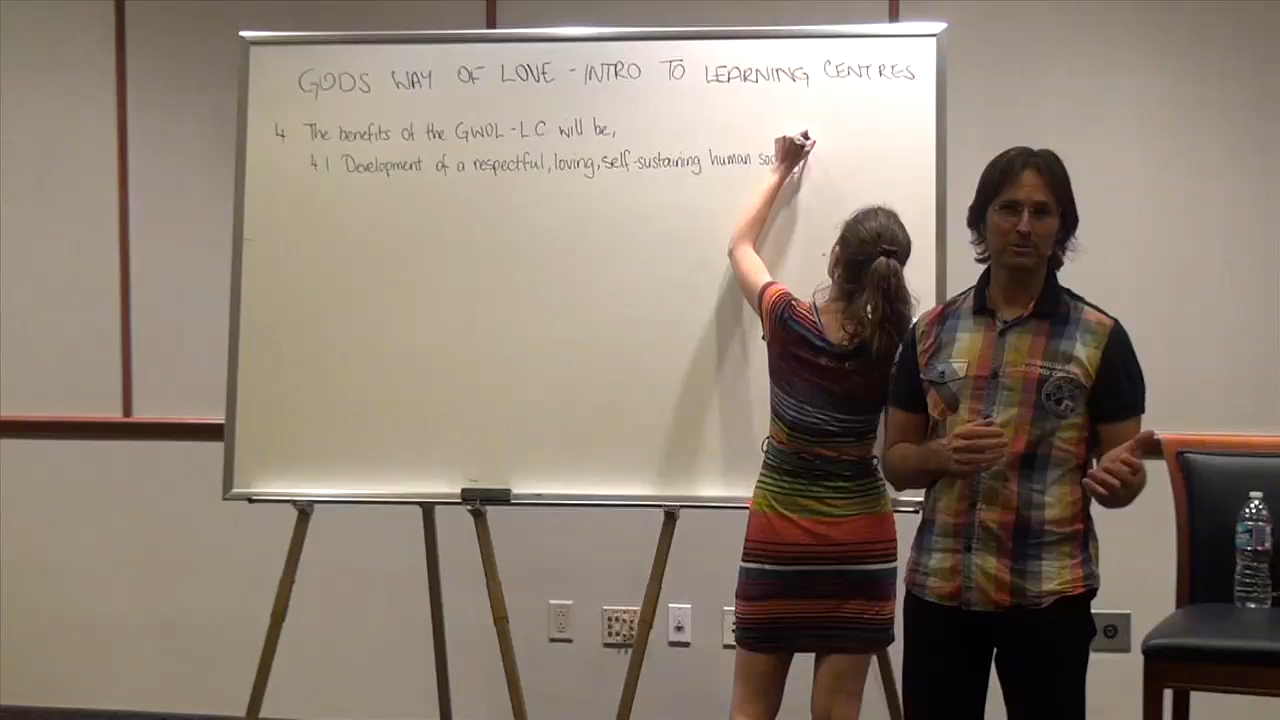 GODS WAY OF LOVE - INTRO TO LEARNING CENTRES
4 The benefits of the GWOL - L.C will be,
4.1 Development of a respectful, loving, self-sustaining human